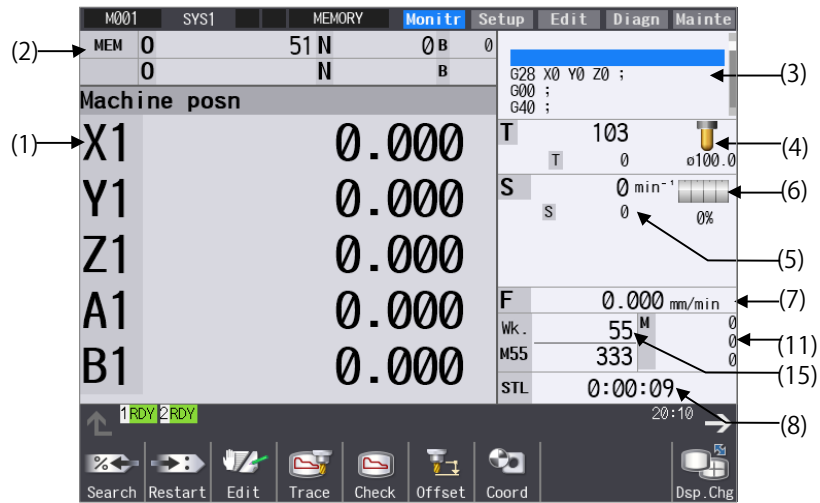 M001 SYS1 MEMORY Monitr Setup Edit Diagn Mainte
(2) MEM O 51 N 0 B 0
O N B
G28 X0 Y0 Z0 ; (3)
G00 ;
G40 ;
Machine posn
(1) X1 0.000
Y1 0.000
Z1 0.000
A1 0.000
B1 0.000
T 103 (4)
T 0 ø100.0
S 0 min⁻¹ (6)
S 0 0%
(5)
F 0.000 mm/min (7)
Wk. 55 M 0
0 (11)
M55 333 0
(15)
STL 0:00:09
(8)
1 RDY 2 RDY 20:10
Search Restart Edit Trace Check Offset Coord Dsp.Chg